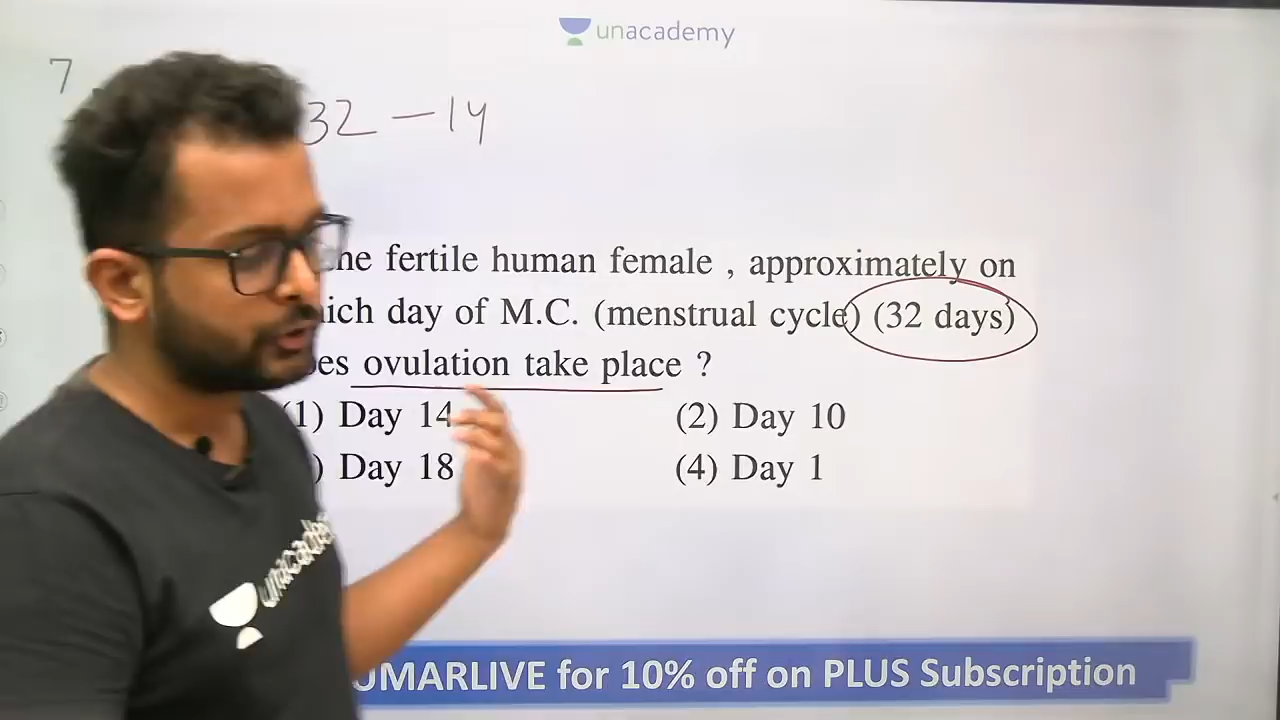 unacademy
7
32 – 14
he fertile human female , approximately on
ich day of M.C. (menstrual cycle) (32 days)
es ovulation take place ?
(1) Day 14 (2) Day 10
) Day 18 (4) Day 1
unacademy
UMARLIVE for 10% off on PLUS Subscription